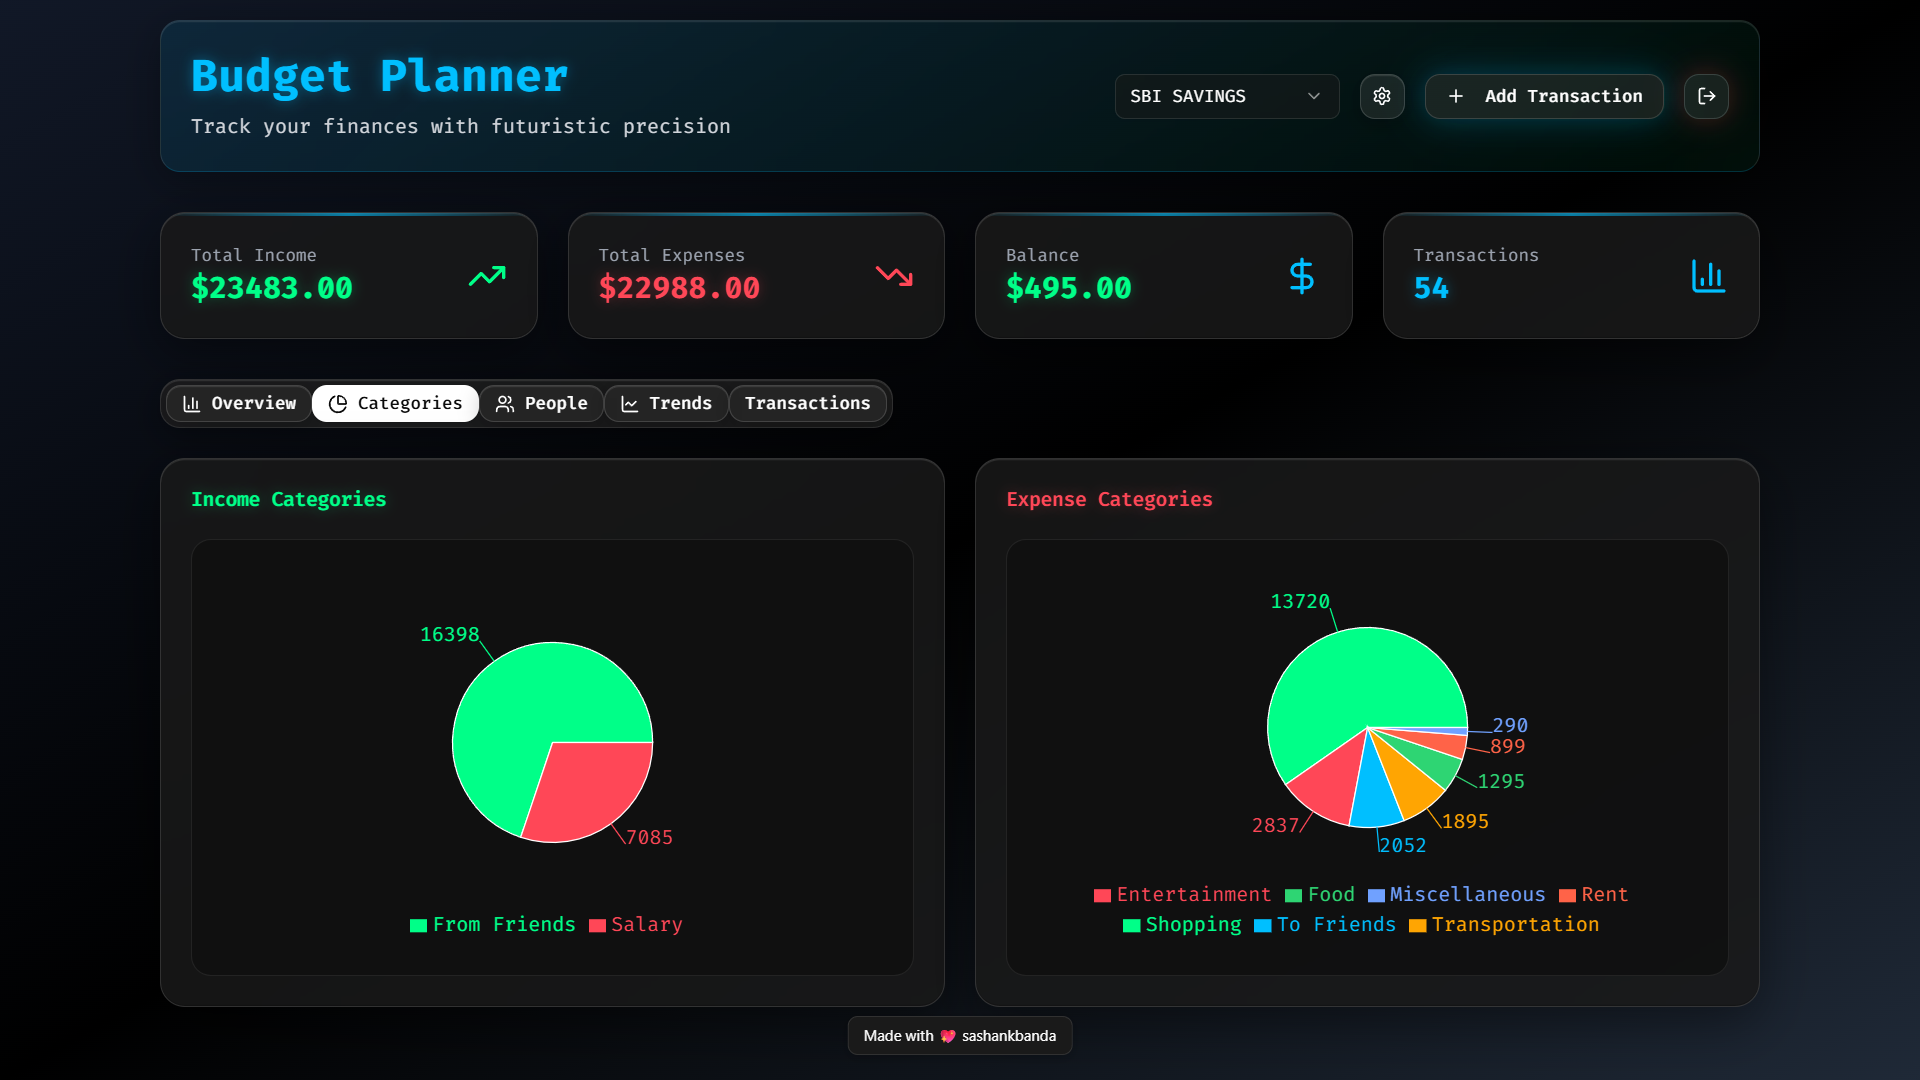 Budget Planner
Track your finances with futuristic precision
SBI SAVINGS
Add Transaction
Total Income
$23483.00
Total Expenses
$22988.00
Balance
$495.00
Transactions
54
Overview
Categories
People
Trends
Transactions
Income Categories
16398
7085
From Friends
Salary
Expense Categories
13720
290
899
1295
1895
2052
2837
Entertainment Food Miscellaneous Rent
Shopping To Friends Transportation
Made with 💖 sashankbanda